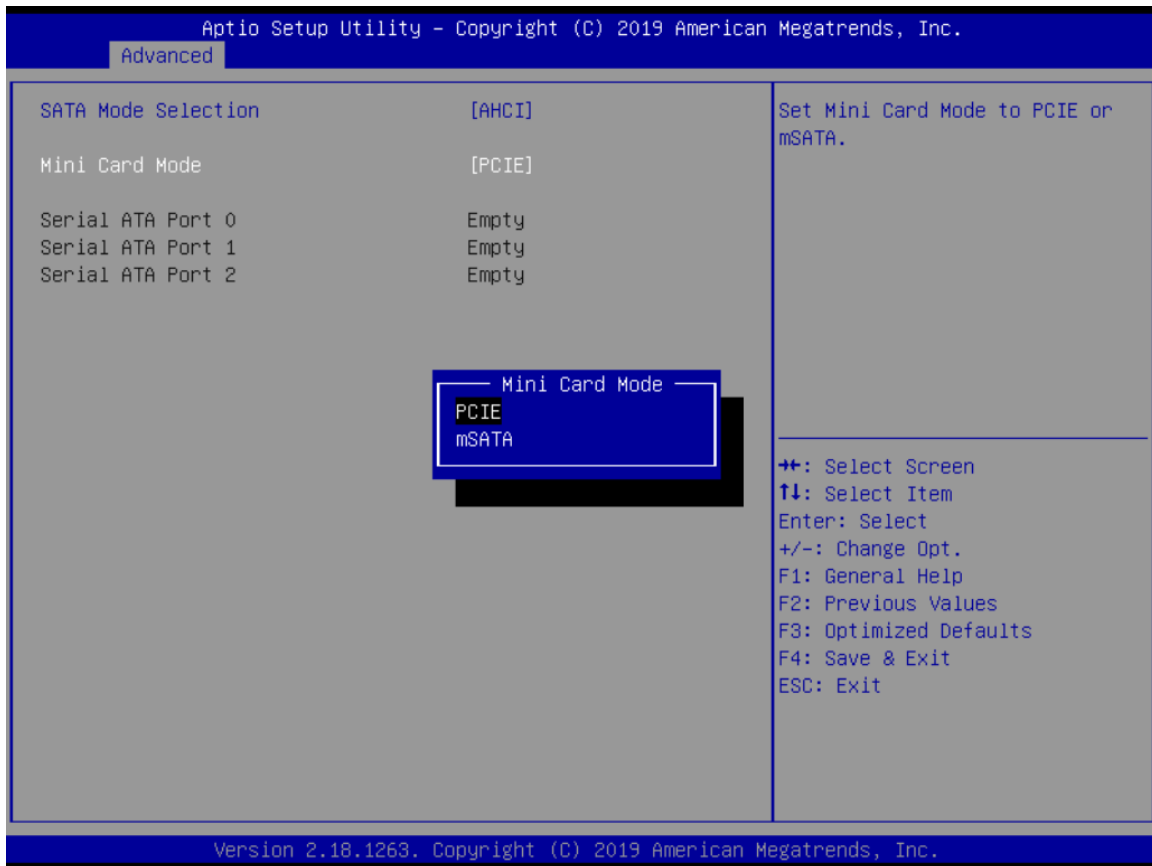 Aptio Setup Utility – Copyright (C) 2019 American Megatrends, Inc.
Advanced
SATA Mode Selection [AHCI]
Mini Card Mode [PCIE]
Serial ATA Port 0 Empty
Serial ATA Port 1 Empty
Serial ATA Port 2 Empty
Mini Card Mode
PCIE
mSATA
Set Mini Card Mode to PCIE or
mSATA.
→←: Select Screen
↑↓: Select Item
Enter: Select
+/-: Change Opt.
F1: General Help
F2: Previous Values
F3: Optimized Defaults
F4: Save & Exit
ESC: Exit
Version 2.18.1263. Copyright (C) 2019 American Megatrends, Inc.